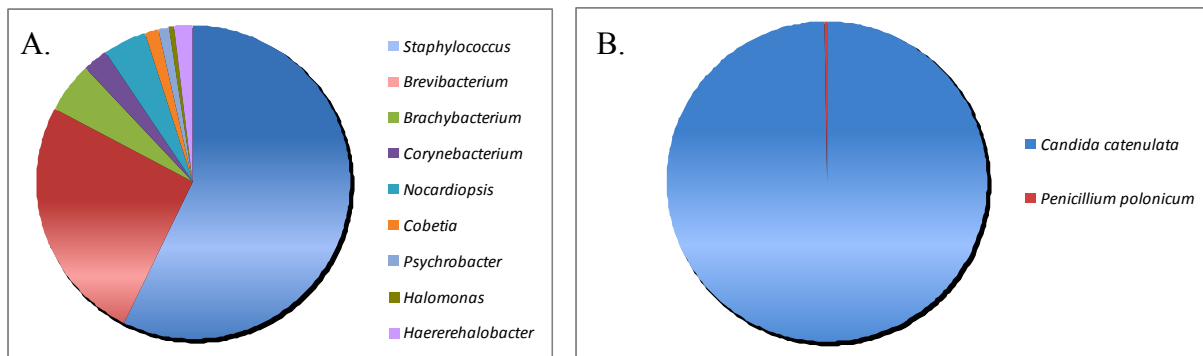 A.
Staphylococcus
Brevibacterium
Brachybacterium
Corynebacterium
Nocardiopsis
Cobetia
Psychrobacter
Halomonas
Haererehalobacter
B.
Candida catenulata
Penicillium polonicum